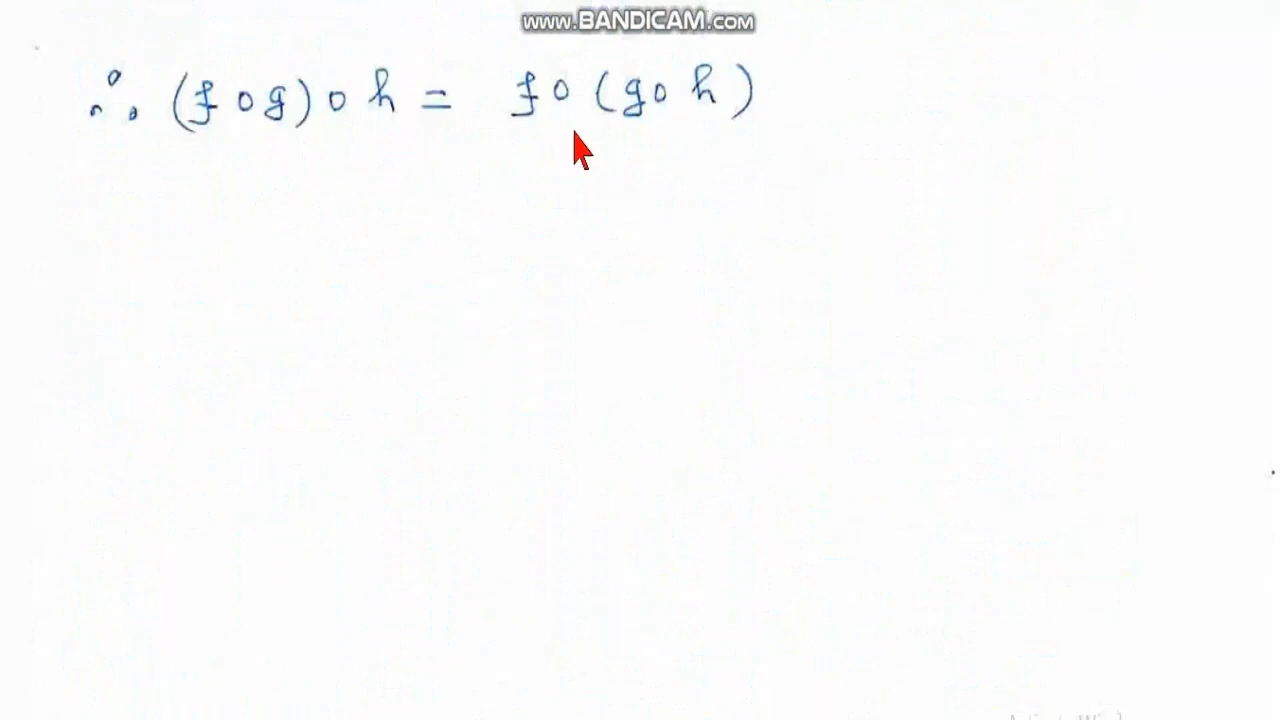 www.BANDICAM.com
∴ (f o g) o h = f o (g o h)